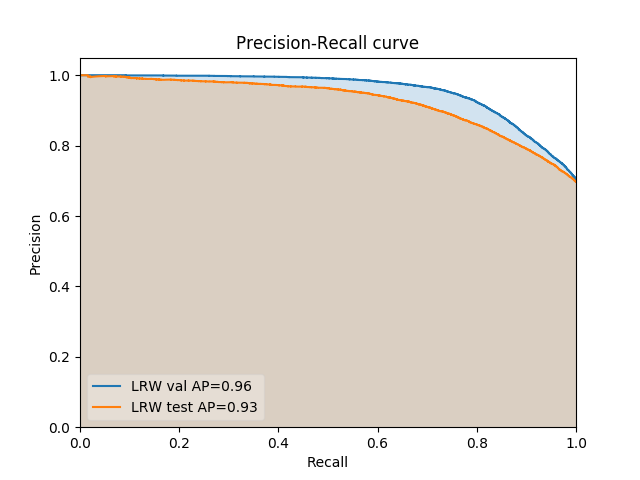 Precision-Recall curve
1.0
0.8
0.6
0.4
0.2
0.0
Precision
LRW val AP=0.96
LRW test AP=0.93
0.0 0.2 0.4 0.6 0.8 1.0
Recall